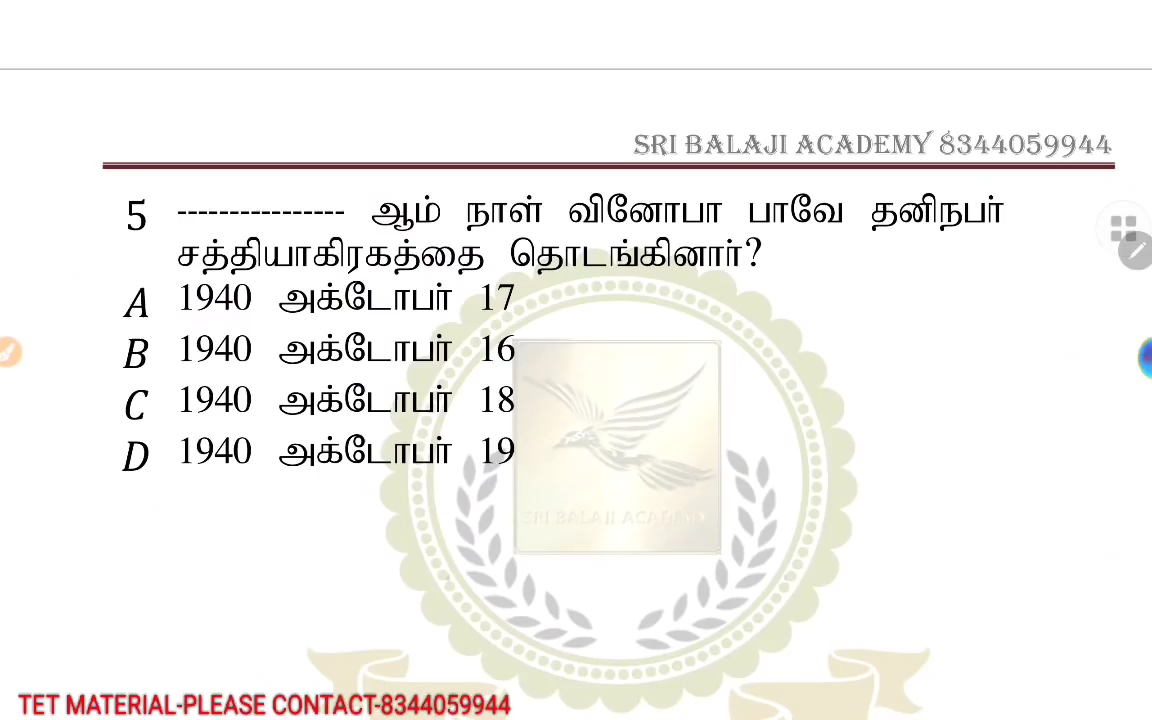 SRI BALAJI ACADEMY 8344059944
5 ---------------- ஆம் நாள் வினோபா பாவே தனிநபர்
சத்தியாகிரகத்தை தொடங்கினார்?
A 1940 அக்டோபர் 17
B 1940 அக்டோபர் 16
C 1940 அக்டோபர் 18
D 1940 அக்டோபர் 19
SRI BALAJI ACADEMY
TET MATERIAL-PLEASE CONTACT-8344059944